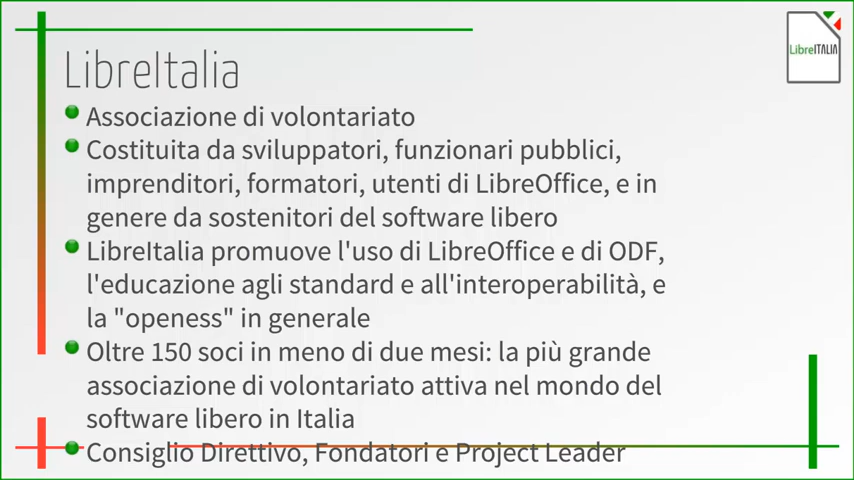 LibreITALIA
LibreItalia
Associazione di volontariato
Costituita da sviluppatori, funzionari pubblici,
imprenditori, formatori, utenti di LibreOffice, e in
genere da sostenitori del software libero
LibreItalia promuove l'uso di LibreOffice e di ODF,
l'educazione agli standard e all'interoperabilità, e
la "openess" in generale
Oltre 150 soci in meno di due mesi: la più grande
associazione di volontariato attiva nel mondo del
software libero in Italia
Consiglio Direttivo, Fondatori e Project Leader